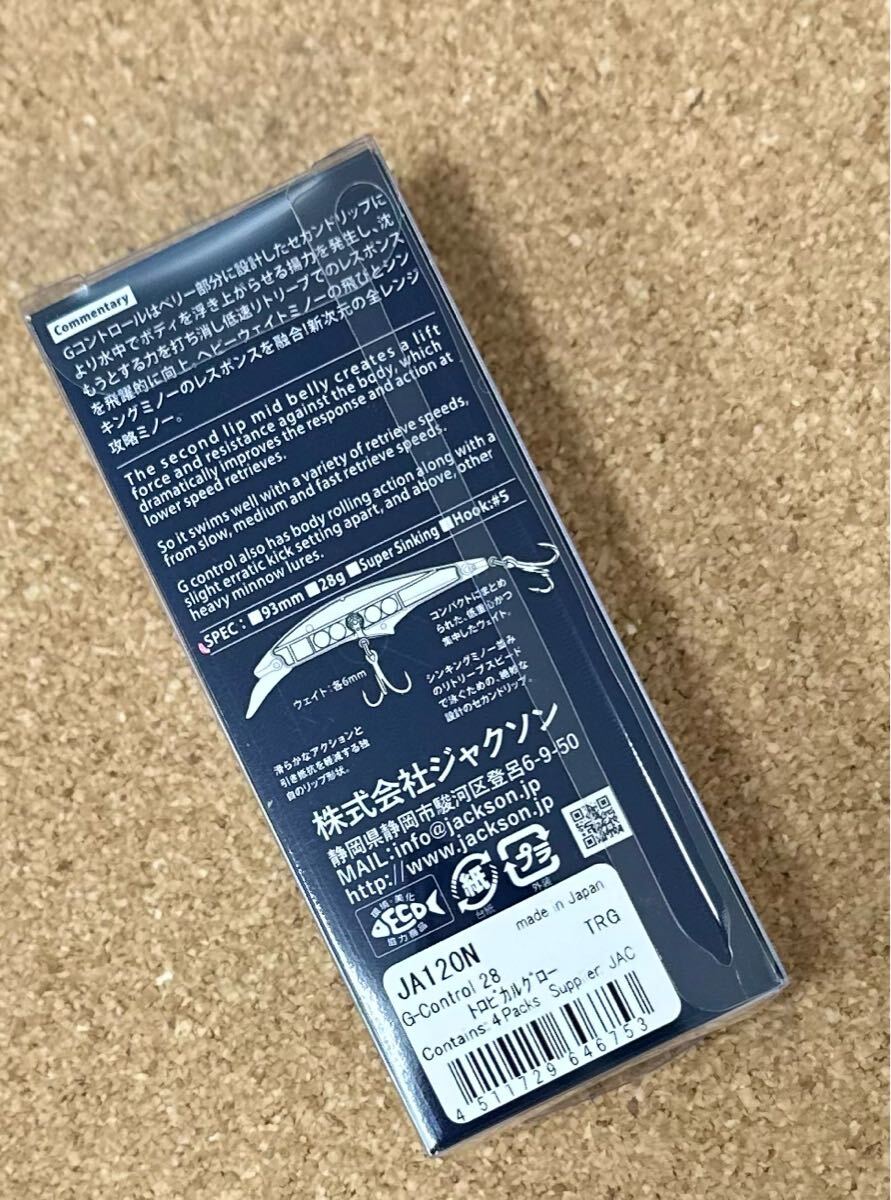 Commentary
Gコントロールはベリー部分に設計したセカンドリップに
より水中でボディを浮き上がらせる揚力を発生し、沈
もうとする力を打ち消し低速リトリーブでのレスポンス
を飛躍的に向上。ヘビーウェイトミノーの飛びとシン
キングミノーのレスポンスを融合!新次元の全レンジ
攻略ミノー。
The second lip mid belly creates a lift
force and resistance against the body, which
dramatically improves the response and action at
lower speed retrieves.
So it swims well with a variety of retrieve speeds,
from slow, medium and fast retrieve speeds.
G control also has body rolling action along with a
slight erratic kick setting apart, and above, other
heavy minnow lures.
SPEC: ■93mm ■28g ■Super Sinking ■Hook:#5
コンパクトにまとめ
られた、低重心かつ
集中したウェイト。
ウェイト:各6mm
シンキングミノー並み
のリトリーブスピード
で泳ぐための、絶妙な
設計のセカンドリップ。
滑らかなアクションと
引き抵抗を軽減する独
自のリップ形状。
株式会社ジャクソン
静岡県静岡市駿河区登呂6-9-50
MAIL:info@jackson.jp
http://www.jackson.jp
環境・美化
ECO
協力商品
紙
台紙
プラ
外装
made in Japan
JA120N
TRG
G-Control 28
トロピカルグロー
Contains: 4 Packs Supplier: JAC
4 511729 646753